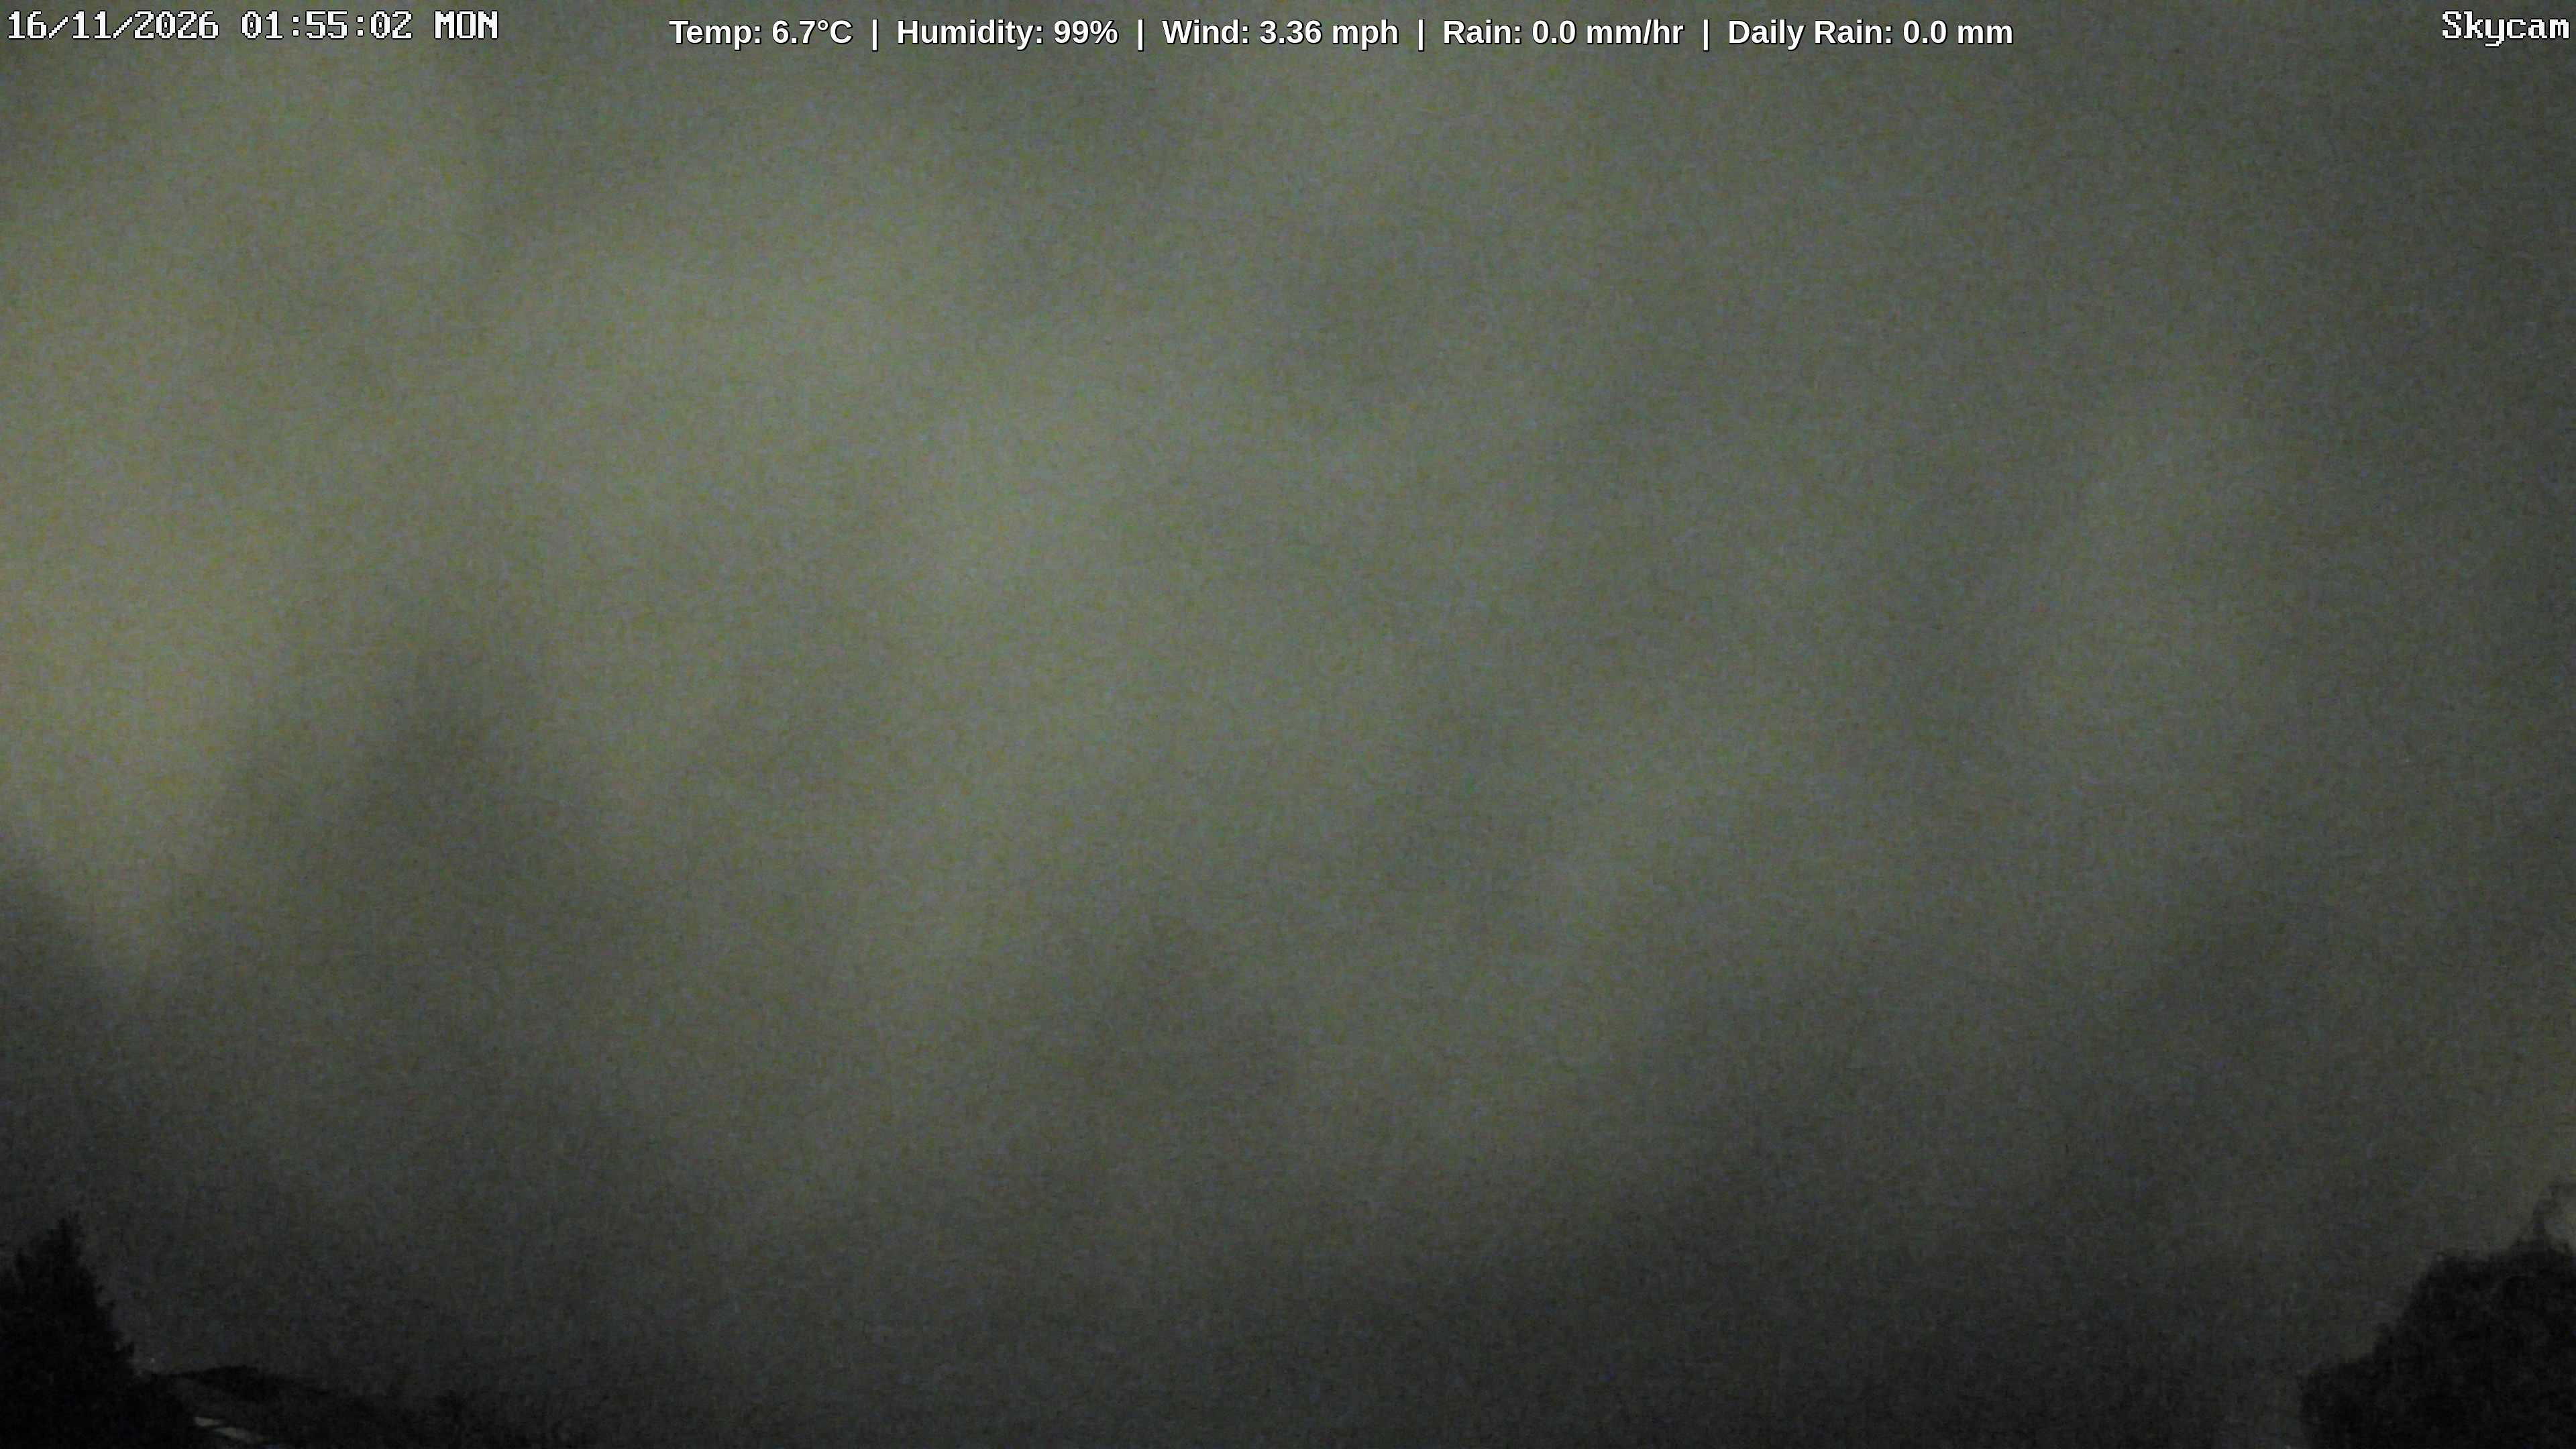 16/11/2026 01:55:02 MON
Temp: 6.7°C | Humidity: 99% | Wind: 3.36 mph | Rain: 0.0 mm/hr | Daily Rain: 0.0 mm
Skycam